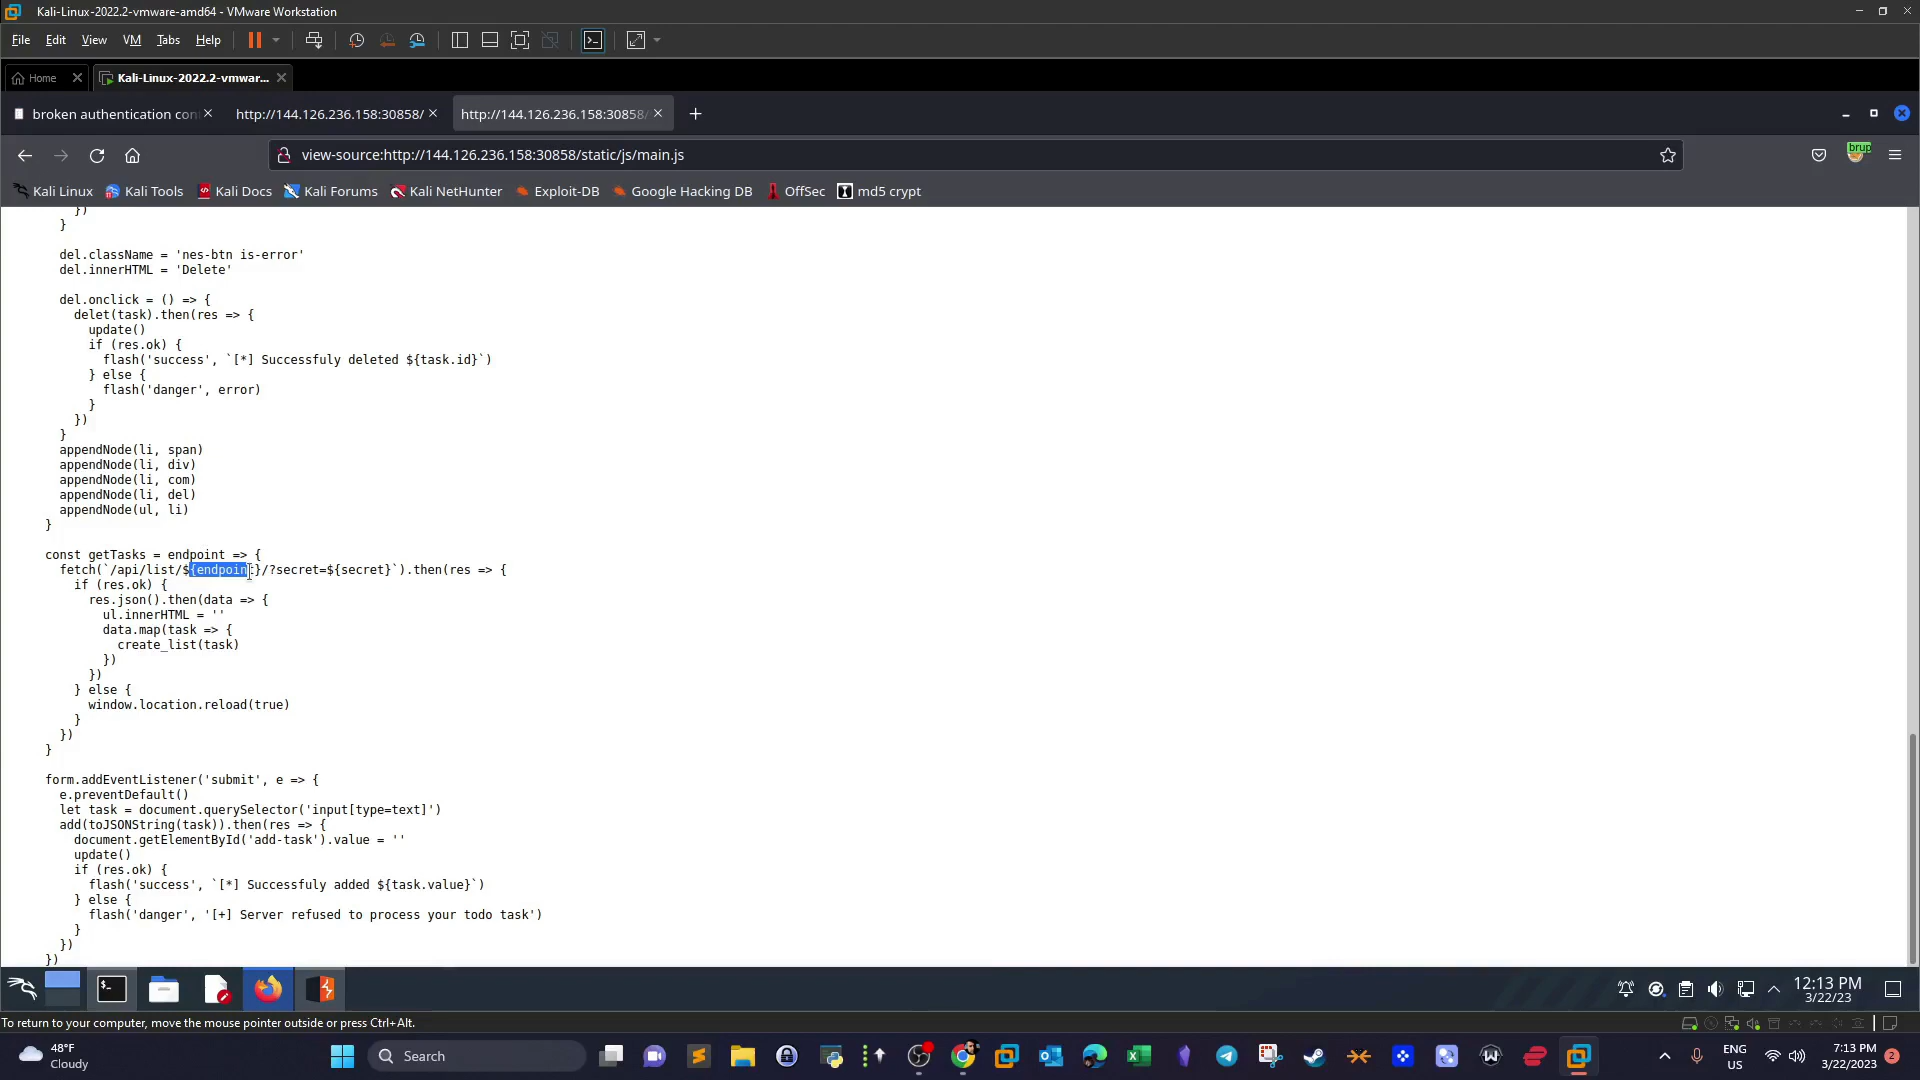 Kali-Linux-2022.2-vmware-amd64 - VMware Workstation
File Edit View VM Tabs Help
Home Kali-Linux-2022.2-vmwar...
broken authentication con http://144.126.236.158:30858/ http://144.126.236.158:30858/
view-source:http://144.126.236.158:30858/static/js/main.js
brup
Kali Linux Kali Tools Kali Docs Kali Forums Kali NetHunter Exploit-DB Google Hacking DB OffSec md5 crypt
})
}
del.className = 'nes-btn is-error'
del.innerHTML = 'Delete'
del.onclick = () => {
delet(task).then(res => {
update()
if (res.ok) {
flash('success', `[*] Successfuly deleted ${task.id}`)
} else {
flash('danger', error)
}
})
}
appendNode(li, span)
appendNode(li, div)
appendNode(li, com)
appendNode(li, del)
appendNode(ul, li)
}
const getTasks = endpoint => {
fetch(`/api/list/${endpoint}/?secret=${secret}`).then(res => {
if (res.ok) {
res.json().then(data => {
ul.innerHTML = ''
data.map(task => {
create_list(task)
})
})
} else {
window.location.reload(true)
}
})
}
form.addEventListener('submit', e => {
e.preventDefault()
let task = document.querySelector('input[type=text]')
add(toJSONString(task)).then(res => {
document.getElementById('add-task').value = ''
update()
if (res.ok) {
flash('success', `[*] Successfuly added ${task.value}`)
} else {
flash('danger', '[+] Server refused to process your todo task')
}
})
})
12:13 PM
3/22/23
To return to your computer, move the mouse pointer outside or press Ctrl+Alt.
48°F
Cloudy
Search
ENG
US
7:13 PM
3/22/2023
2